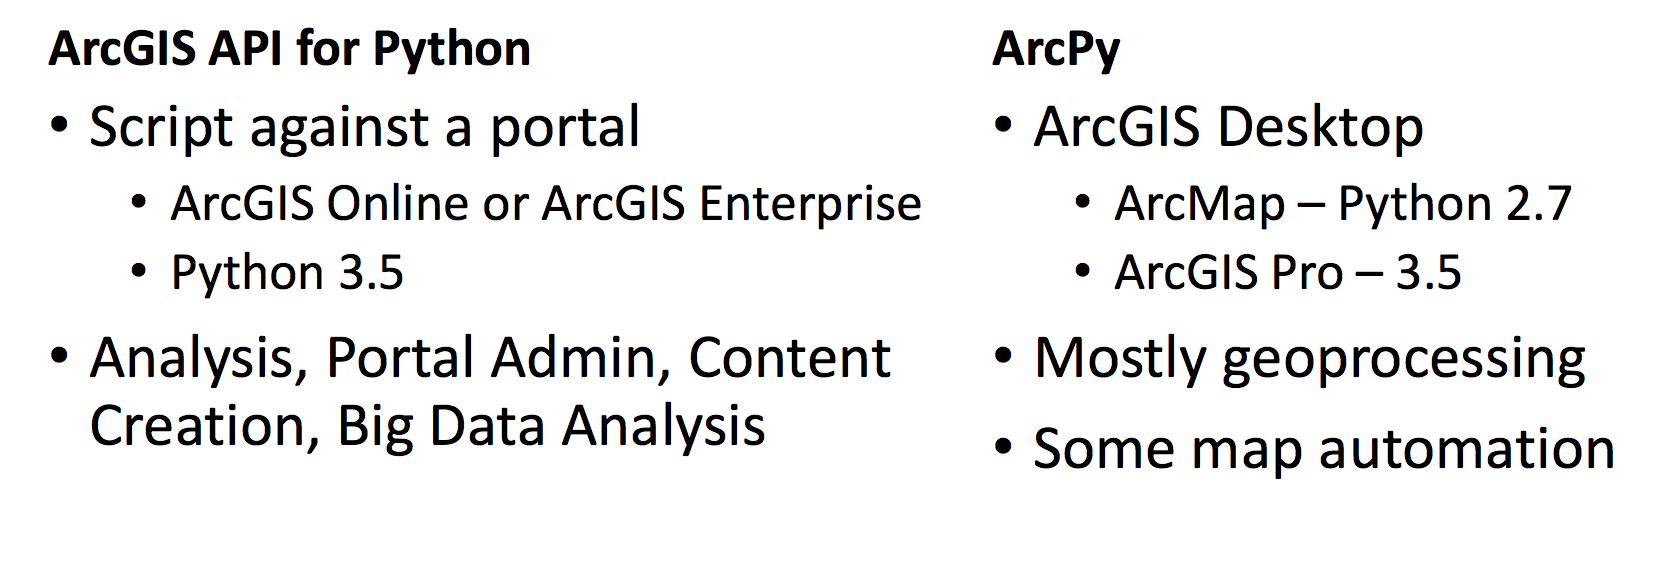 ArcGIS API for Python
• Script against a portal
• ArcGIS Online or ArcGIS Enterprise
• Python 3.5
• Analysis, Portal Admin, Content
Creation, Big Data Analysis
ArcPy
• ArcGIS Desktop
• ArcMap – Python 2.7
• ArcGIS Pro – 3.5
• Mostly geoprocessing
• Some map automation